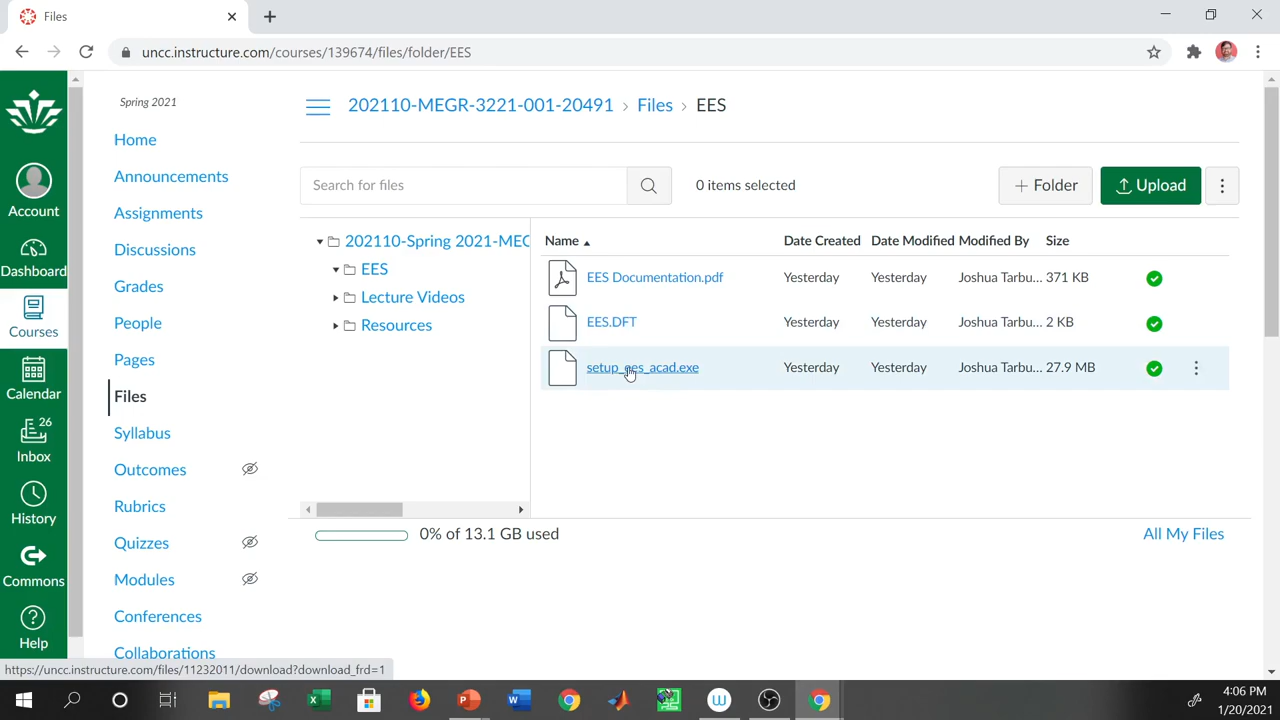 Files
uncc.instructure.com/courses/139674/files/folder/EES
Account
Dashboard
Courses
Calendar
26
Inbox
History
Commons
Help
Spring 2021
Home
Announcements
Assignments
Discussions
Grades
People
Pages
Files
Syllabus
Outcomes
Rubrics
Quizzes
Modules
Conferences
Collaborations
202110-MEGR-3221-001-20491 > Files > EES
Search for files
0 items selected
+ Folder
Upload
202110-Spring 2021-MEG
EES
Lecture Videos
Resources
Name Date Created Date Modified Modified By Size
EES Documentation.pdf Yesterday Yesterday Joshua Tarbu... 371 KB
EES.DFT Yesterday Yesterday Joshua Tarbu... 2 KB
setup_ees_acad.exe Yesterday Yesterday Joshua Tarbu... 27.9 MB
0% of 13.1 GB used
All My Files
https://uncc.instructure.com/files/11232011/download?download_frd=1
4:06 PM
1/20/2021